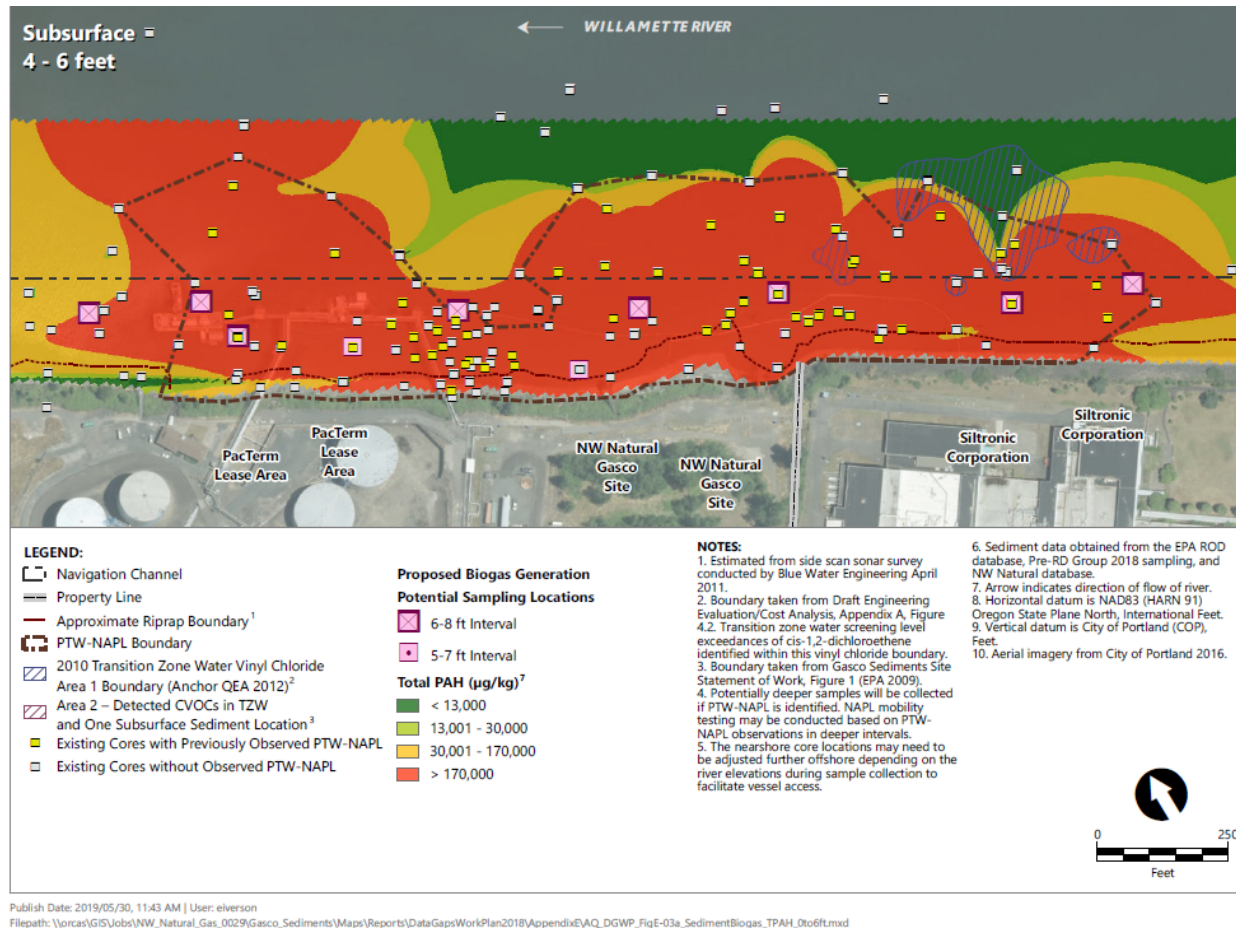 Subsurface
4 - 6 feet
WILLAMETTE RIVER
PacTerm
Lease Area
PacTerm
Lease
Area
NW Natural
Gasco
Site
NW Natural
Gasco
Site
Siltronic
Corporation
Siltronic
Corporation
LEGEND:
Navigation Channel
Property Line
Approximate Riprap Boundary 1
PTW-NAPL Boundary
2010 Transition Zone Water Vinyl Chloride
Area 1 Boundary (Anchor QEA 2012)2
Area 2 – Detected CVOCs in TZW
and One Subsurface Sediment Location 3
Existing Cores with Previously Observed PTW-NAPL
Existing Cores without Observed PTW-NAPL
Proposed Biogas Generation
Potential Sampling Locations
6-8 ft Interval
5-7 ft Interval
Total PAH (µg/kg)7
< 13,000
13,001 - 30,000
30,001 - 170,000
> 170,000
NOTES:
1. Estimated from side scan sonar survey
conducted by Blue Water Engineering April
2011.
2. Boundary taken from Draft Engineering
Evaluation/Cost Analysis, Appendix A, Figure
4.2. Transition zone water screening level
exceedances of cis-1,2-dichloroethene
identified within this vinyl chloride boundary.
3. Boundary taken from Gasco Sediments Site
Statement of Work, Figure 1 (EPA 2009).
4. Potentially deeper samples will be collected
if PTW-NAPL is identified. NAPL mobility
testing may be conducted based on PTW-
NAPL observations in deeper intervals.
5. The nearshore core locations may need to
be adjusted further offshore depending on the
river elevations during sample collection to
facilitate vessel access.
6. Sediment data obtained from the EPA ROD
database, Pre-RD Group 2018 sampling, and
NW Natural database.
7. Arrow indicates direction of flow of river.
8. Horizontal datum is NAD83 (HARN 91)
Oregon State Plane North, International Feet.
9. Vertical datum is City of Portland (COP),
Feet.
10. Aerial imagery from City of Portland 2016.
0 250
Feet
Publish Date: 2019/05/30, 11:43 AM | User: eiverson
Filepath: \\orcas\GIS\Jobs\NW_Natural_Gas_0029\Gasco_Sediments\Maps\Reports\DataGapsWorkPlan2018\AppendixE\AQ_DGWP_FigE-03a_SedimentBiogas_TPAH_0to6ft.mxd